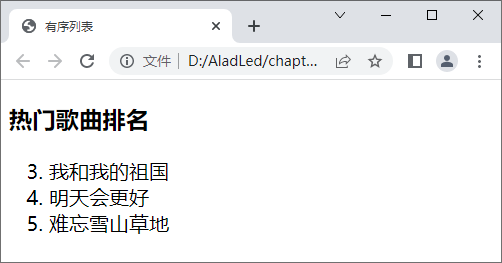 有序列表
文件 D:/AladLed/chapt...
热门歌曲排名
3. 我和我的祖国
4. 明天会更好
5. 难忘雪山草地